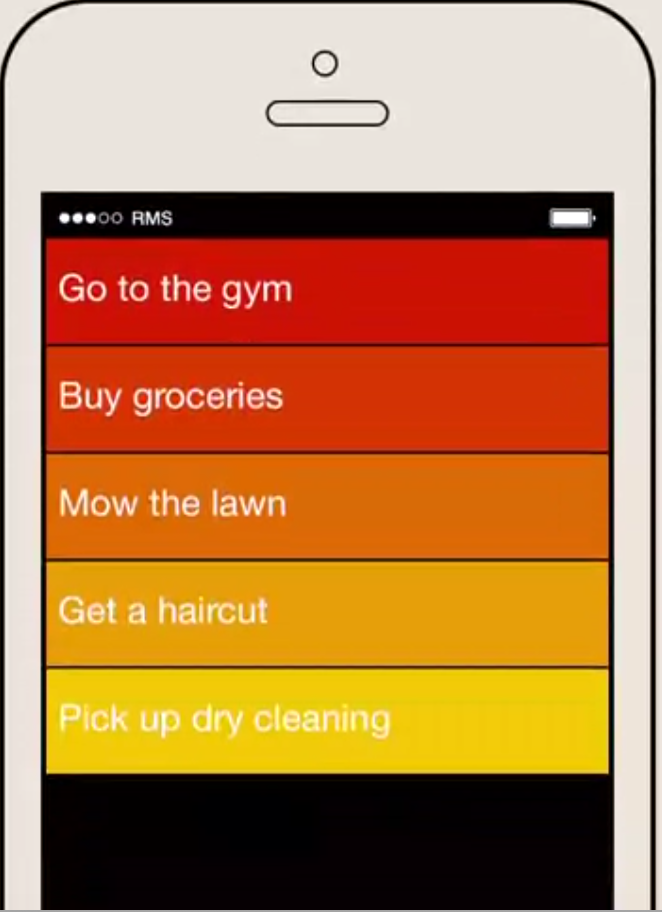 RMS
Go to the gym
Buy groceries
Mow the lawn
Get a haircut
Pick up dry cleaning